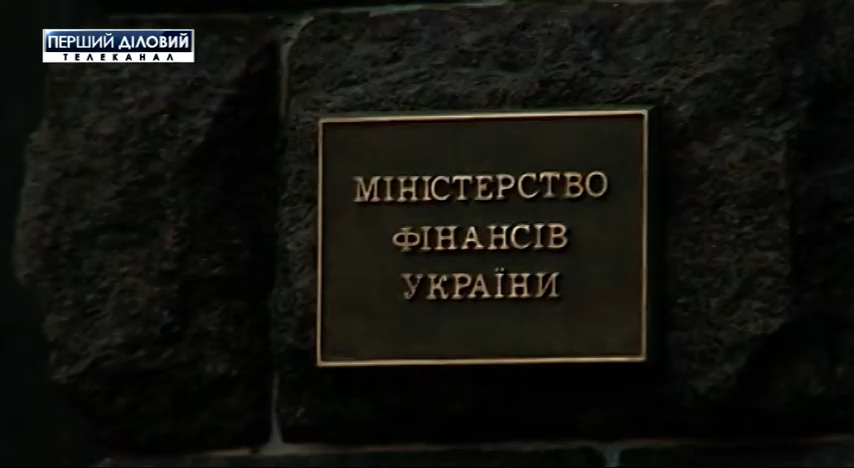 ПЕРШИЙ ДІЛОВИЙ
ТЕЛЕКАНАЛ
МІНІСТЕРСТВО
ФІНАНСІВ
УКРАЇНИ